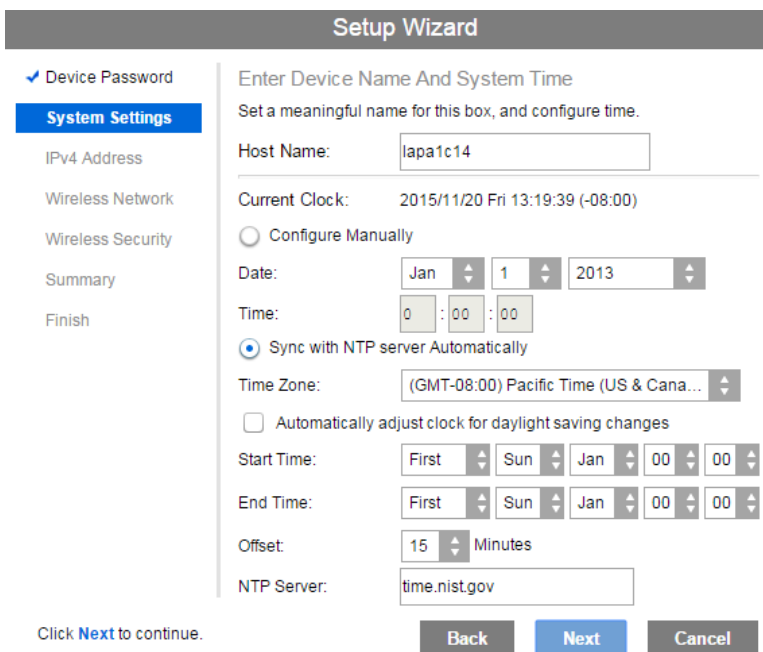 Setup Wizard
Device Password
System Settings
IPv4 Address
Wireless Network
Wireless Security
Summary
Finish
Enter Device Name And System Time
Set a meaningful name for this box, and configure time.
Host Name: lapa1c14
Current Clock: 2015/11/20 Fri 13:19:39 (-08:00)
Configure Manually
Date: Jan 1 2013
Time: 0 : 00 : 00
Sync with NTP server Automatically
Time Zone: (GMT-08:00) Pacific Time (US & Cana...
Automatically adjust clock for daylight saving changes
Start Time: First Sun Jan 00 00
End Time: First Sun Jan 00 00
Offset: 15 Minutes
NTP Server: time.nist.gov
Click Next to continue.
Back Next Cancel